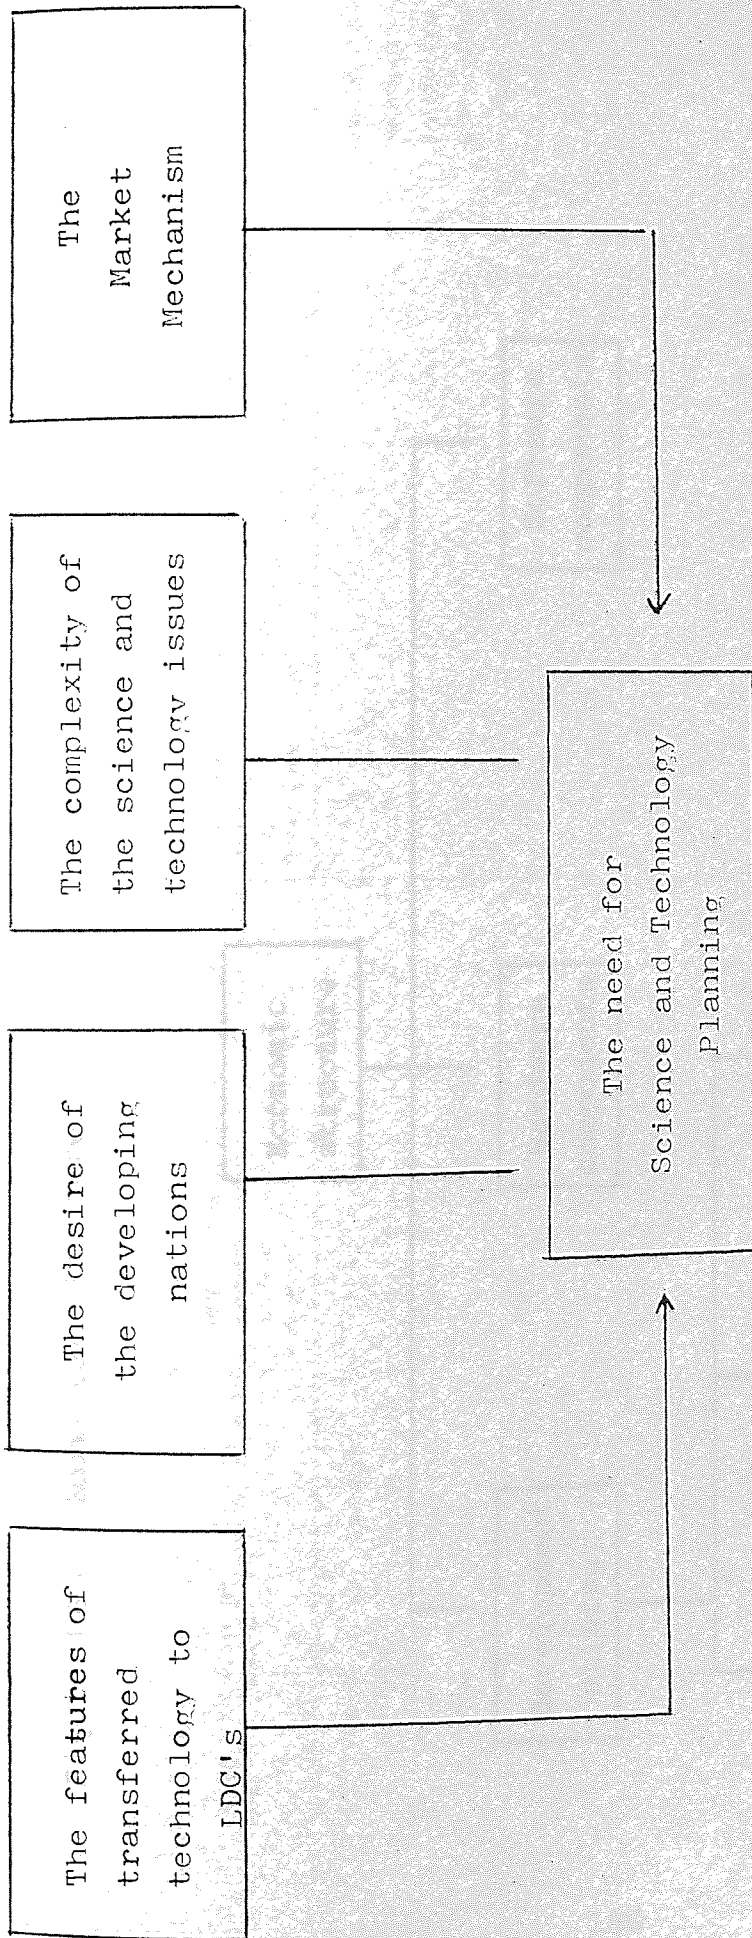 The features of
transferred
technology to
LDC's
The desire of
the developing
nations
The complexity of
the science and
technology issues
The
Market
Mechanism
The need for
Science and Technology
Planning